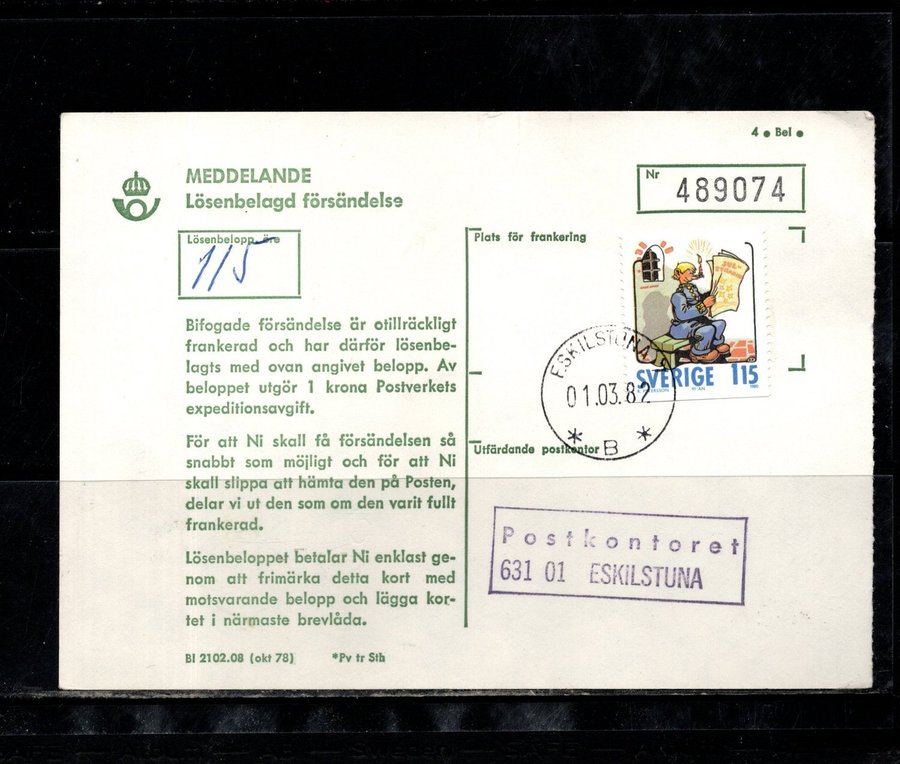 4 • Bel •
MEDDELANDE
Lösenbelagd försändelse
Nr 489074
Lösenbelopp, öre
115
Plats för frankering
JUL-
SVERIGE 115
ESKILSTUNA 1
01.03.82
* B *
Utfärdande postkontor
Bifogade försändelse är otillräckligt
frankerad och har därför lösenbe-
lagts med ovan angivet belopp. Av
beloppet utgör 1 krona Postverkets
expeditionsavgift.
För att Ni skall få försändelsen så
snabbt som möjligt och för att Ni
skall slippa att hämta den på Posten,
delar vi ut den som om den varit fullt
frankerad.
Lösenbeloppet betalar Ni enklast ge-
nom att frimärka detta kort med
motsvarande belopp och lägga kor-
tet i närmaste brevlåda.
Postkontoret
631 01 ESKILSTUNA
BI 2102.08 (okt 78) *Pv tr Sth